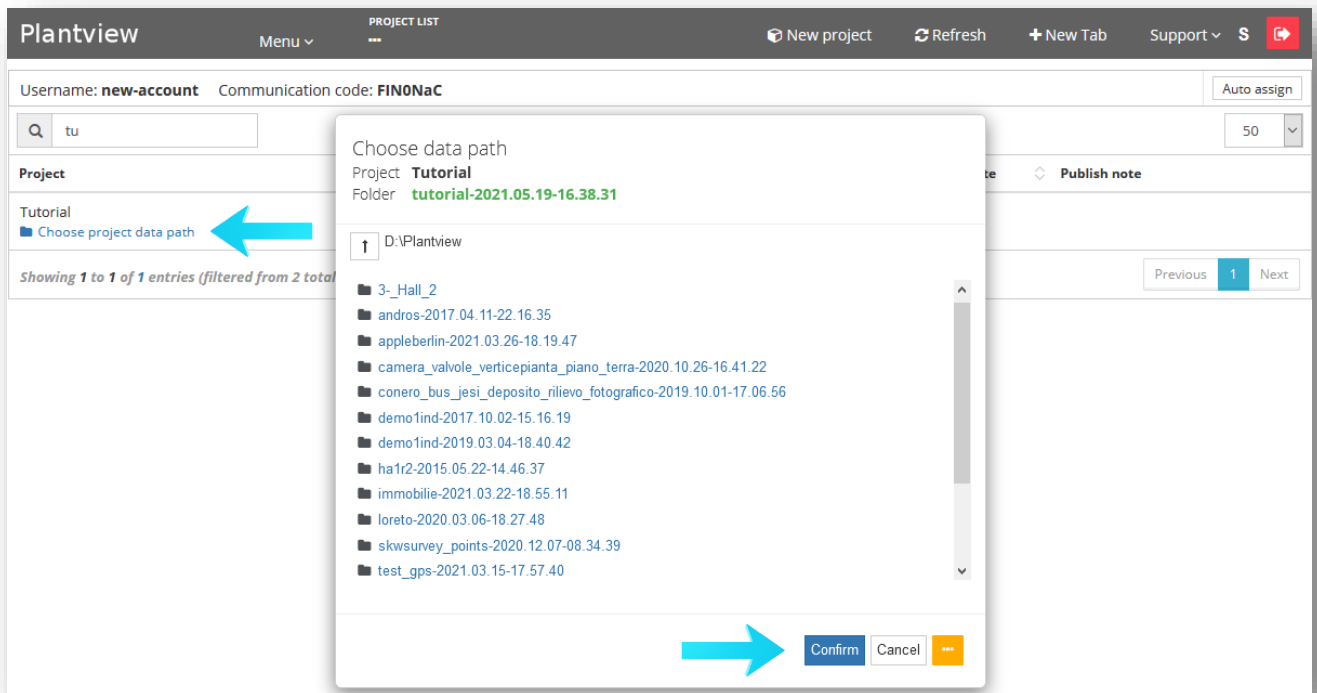 Plantview
Menu
PROJECT LIST
New project
Refresh
New Tab
Support
S
Username: new-account Communication code: FIN0NaC
Auto assign
tu
50
Project
te
Publish note
Tutorial
Choose project data path
Showing 1 to 1 of 1 entries (filtered from 2 total
Previous 1 Next
Choose data path
Project Tutorial
Folder tutorial-2021.05.19-16.38.31
D:\Plantview
3-_Hall_2
andros-2017.04.11-22.16.35
appleberlin-2021.03.26-18.19.47
camera_valvole_verticepianta_piano_terra-2020.10.26-16.41.22
conero_bus_jesi_deposito_rilievo_fotografico-2019.10.01-17.06.56
demo1ind-2017.10.02-15.16.19
demo1ind-2019.03.04-18.40.42
ha1r2-2015.05.22-14.46.37
immobilie-2021.03.22-18.55.11
loreto-2020.03.06-18.27.48
skwsurvey_points-2020.12.07-08.34.39
test_gps-2021.03.15-17.57.40
Confirm Cancel